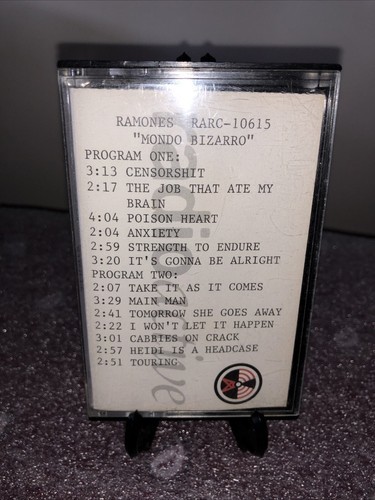 RAMONES RARC-10615
"MONDO BIZARRO"
PROGRAM ONE:
3:13 CENSORSHIT
2:17 THE JOB THAT ATE MY
BRAIN
4:04 POISON HEART
2:04 ANXIETY
2:59 STRENGTH TO ENDURE
3:20 IT'S GONNA BE ALRIGHT
PROGRAM TWO:
2:07 TAKE IT AS IT COMES
3:29 MAIN MAN
2:41 TOMORROW SHE GOES AWAY
2:22 I WON'T LET IT HAPPEN
3:01 CABBIES ON CRACK
2:57 HEIDI IS A HEADCASE
2:51 TOURING
radioactive